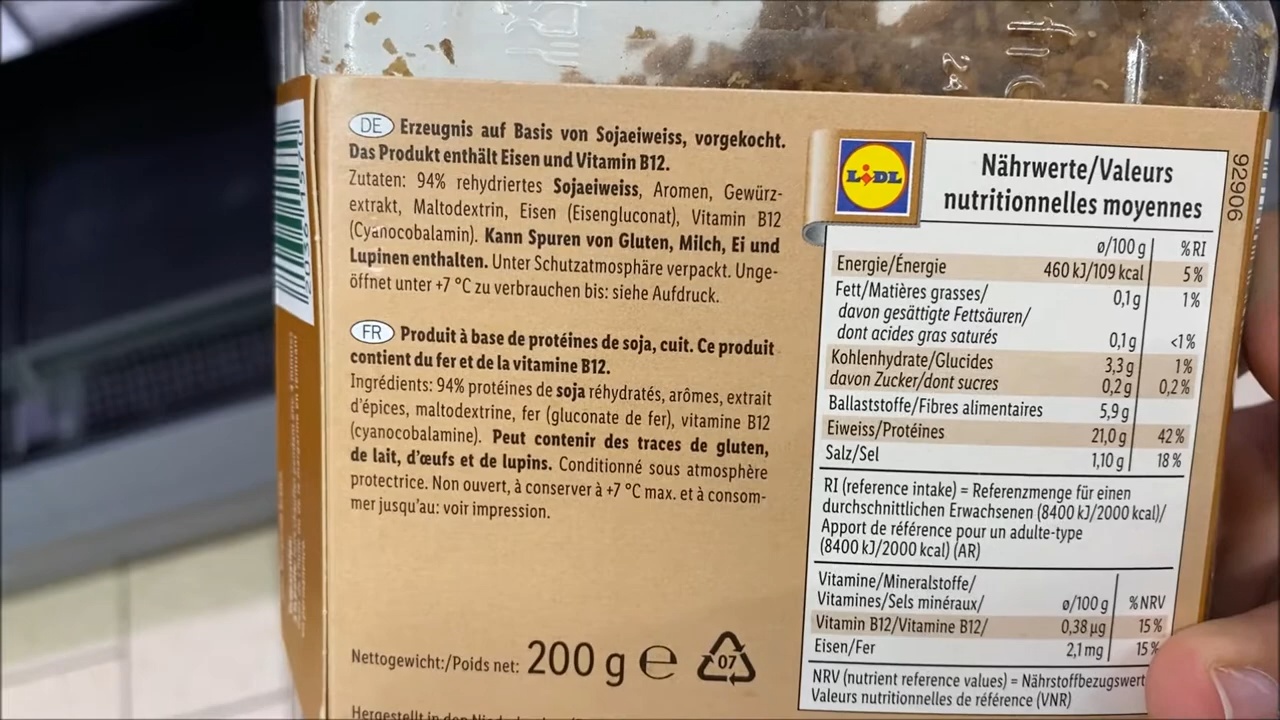 DE Erzeugnis auf Basis von Sojaeiweiss, vorgekocht.
Das Produkt enthält Eisen und Vitamin B12.
Zutaten: 94% rehydriertes Sojaeiweiss, Aromen, Gewürz-
extrakt, Maltodextrin, Eisen (Eisengluconat), Vitamin B12
(Cyanocobalamin). Kann Spuren von Gluten, Milch, Ei und
Lupinen enthalten. Unter Schutzatmosphäre verpackt. Unge-
öffnet unter +7 °C zu verbrauchen bis: siehe Aufdruck.
FR Produit à base de protéines de soja, cuit. Ce produit
contient du fer et de la vitamine B12.
Ingrédients: 94% protéines de soja réhydratés, arômes, extrait
d'épices, maltodextrine, fer (gluconate de fer), vitamine B12
(cyanocobalamine). Peut contenir des traces de gluten,
de lait, d'œufs et de lupins. Conditionné sous atmosphère
protectrice. Non ouvert, à conserver à +7 °C max. et à consom-
mer jusqu'au: voir impression.
Nettogewicht:/Poids net: 200 g e
07
Hergestellt in den
LIDL
Nährwerte/Valeurs
nutritionnelles moyennes
92906
ø/100 g %RI
Energie/Énergie 460 kJ/109 kcal 5%
Fett/Matières grasses/ 0,1 g 1%
davon gesättigte Fettsäuren/
dont acides gras saturés 0,1 g <1%
Kohlenhydrate/Glucides 3,3 g 1%
davon Zucker/dont sucres 0,2 g 0,2%
Ballaststoffe/Fibres alimentaires 5,9 g
Eiweiss/Protéines 21,0 g 42%
Salz/Sel 1,10 g 18%
RI (reference intake) = Referenzmenge für einen
durchschnittlichen Erwachsenen (8400 kJ/2000 kcal)/
Apport de référence pour un adulte-type
(8400 kJ/2000 kcal) (AR)
Vitamine/Mineralstoffe/
Vitamines/Sels minéraux/ ø/100 g %NRV
Vitamin B12/Vitamine B12/ 0,38 µg 15%
Eisen/Fer 2,1 mg 15%
NRV (nutrient reference values) = Nährstoffbezugswert
Valeurs nutritionnelles de référence (VNR)